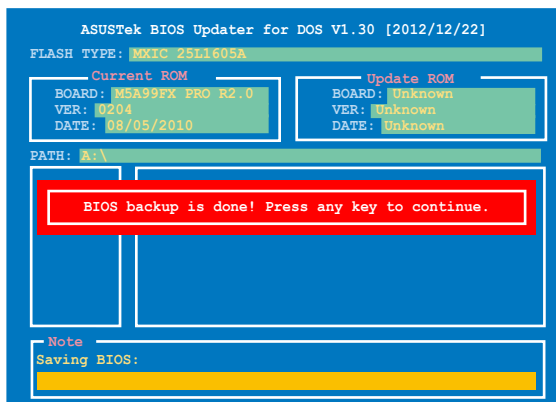 ASUSTek BIOS Updater for DOS V1.30 [2012/12/22]
FLASH TYPE: MXIC 25L1605A
Current ROM
BOARD: M5A99FX PRO R2.0
VER: 0204
DATE: 08/05/2010
Update ROM
BOARD: Unknown
VER: Unknown
DATE: Unknown
PATH: A:\
BIOS backup is done! Press any key to continue.
Note
Saving BIOS: